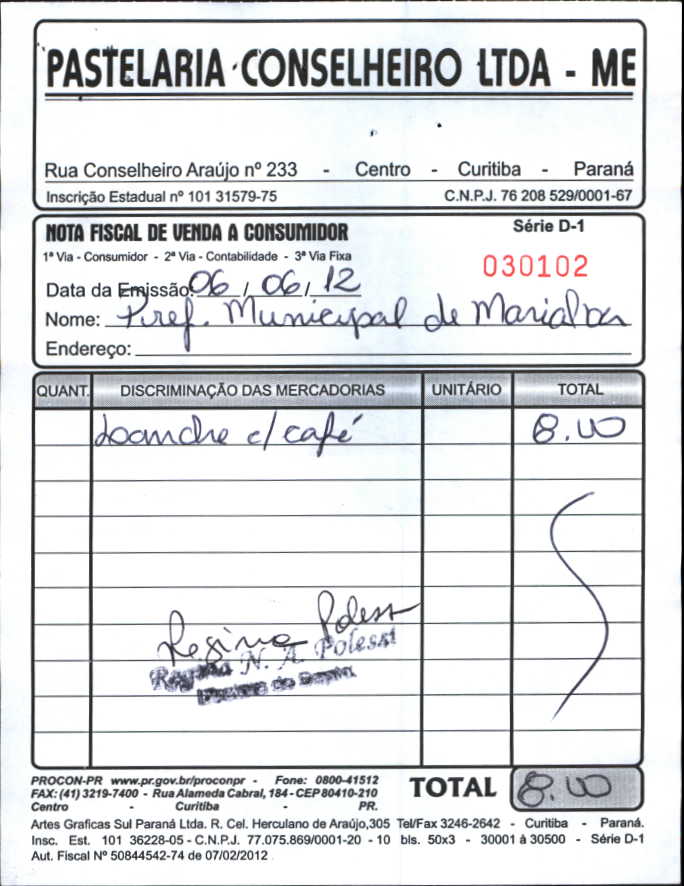 PASTELARIA CONSELHEIRO LTDA - ME
Rua Conselheiro Araújo nº 233 - Centro - Curitiba - Paraná
Inscrição Estadual nº 101 31579-75 C.N.P.J. 76 208 529/0001-67
NOTA FISCAL DE VENDA A CONSUMIDOR Série D-1
1ª Via - Consumidor - 2ª Via - Contabilidade - 3ª Via Fixa
030102
Data da Emissão: 06 / 06 / 12
Nome: Pref. Municipal de Marialva
Endereço:
QUANT. DISCRIMINAÇÃO DAS MERCADORIAS UNITÁRIO TOTAL
Lanche c/ café 8.00
Regina Polessi
Regina N. A. Polessi
PROCON-PR www.pr.gov.br/proconpr - Fone: 0800-41512
FAX: (41) 3219-7400 - Rua Alameda Cabral, 184 - CEP 80410-210
Centro - Curitiba - PR.
TOTAL 8.00
Artes Graficas Sul Paraná Ltda. R. Cel. Herculano de Araújo,305 Tel/Fax 3246-2642 - Curitiba - Paraná.
Insc. Est. 101 36228-05 - C.N.P.J. 77.075.869/0001-20 - 10 bls. 50x3 - 30001 à 30500 - Série D-1
Aut. Fiscal Nº 50844542-74 de 07/02/2012